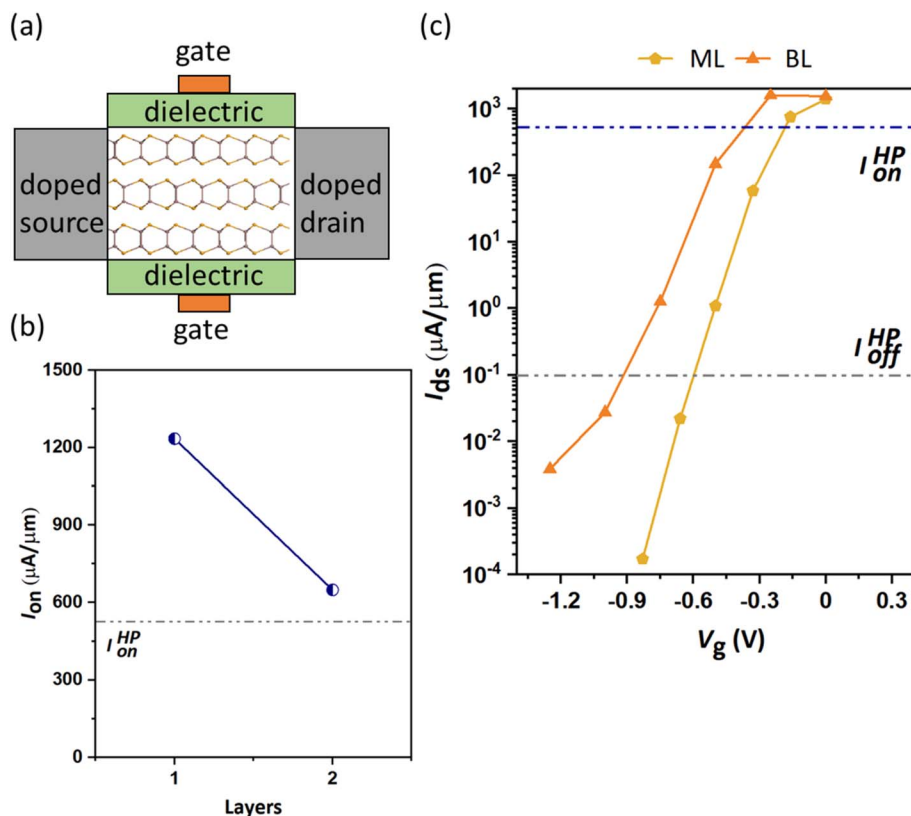 (a)
gate
dielectric
doped source
doped drain
dielectric
gate
(b)
1500
1200
900
600
300
0
I_on (μA/μm)
I_on^HP
1 2
Layers
(c)
ML BL
10^3
10^2
10^1
10^0
10^-1
10^-2
10^-3
10^-4
I_ds (μA/μm)
I_on^HP
I_off^HP
-1.2 -0.9 -0.6 -0.3 0 0.3
V_g (V)